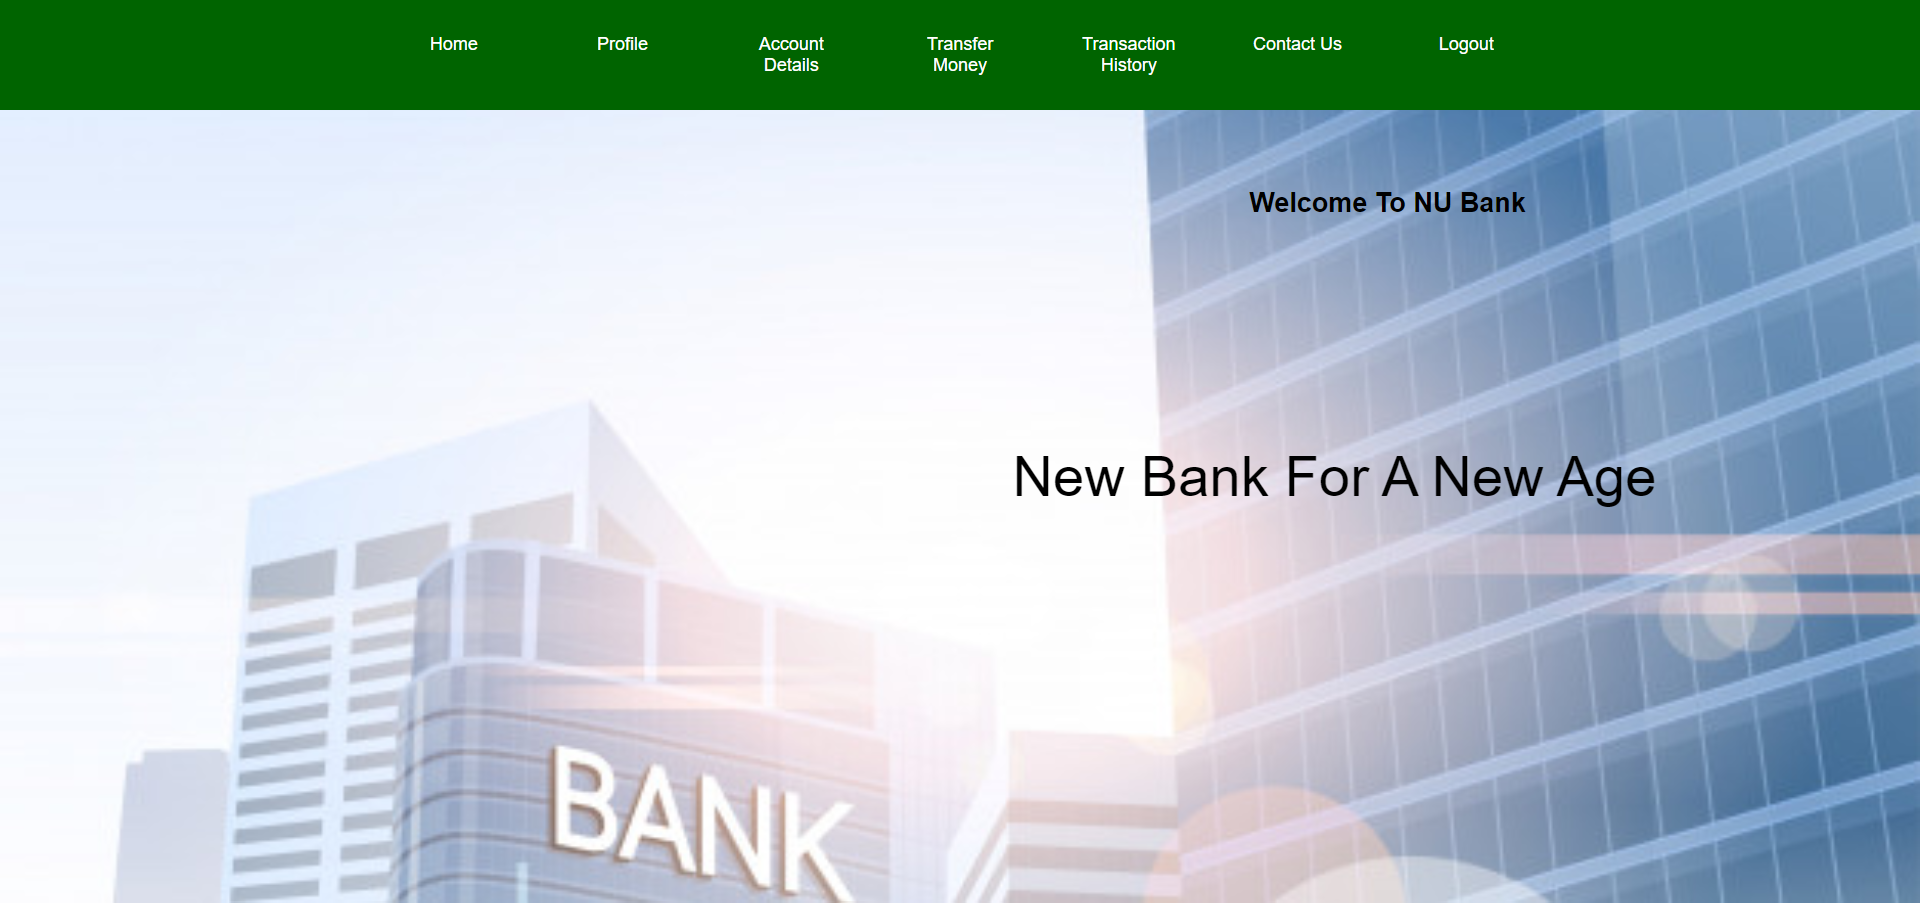 Home
Profile
Account
Details
Transfer
Money
Transaction
History
Contact Us
Logout
Welcome To NU Bank
New Bank For A New Age
BANK